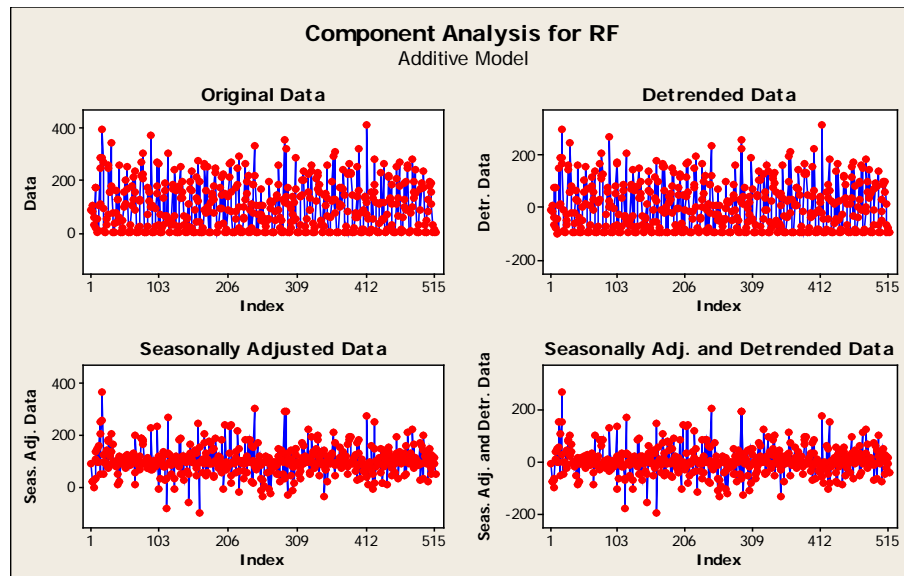 Component Analysis for RF
Additive Model
Original Data
Data
400
200
0
1 103 206 309 412 515
Index
Detrended Data
Detr. Data
200
0
-200
1 103 206 309 412 515
Index
Seasonally Adjusted Data
Seas. Adj. Data
400
200
0
1 103 206 309 412 515
Index
Seasonally Adj. and Detrended Data
Seas. Adj. and Detr. Data
200
0
-200
1 103 206 309 412 515
Index